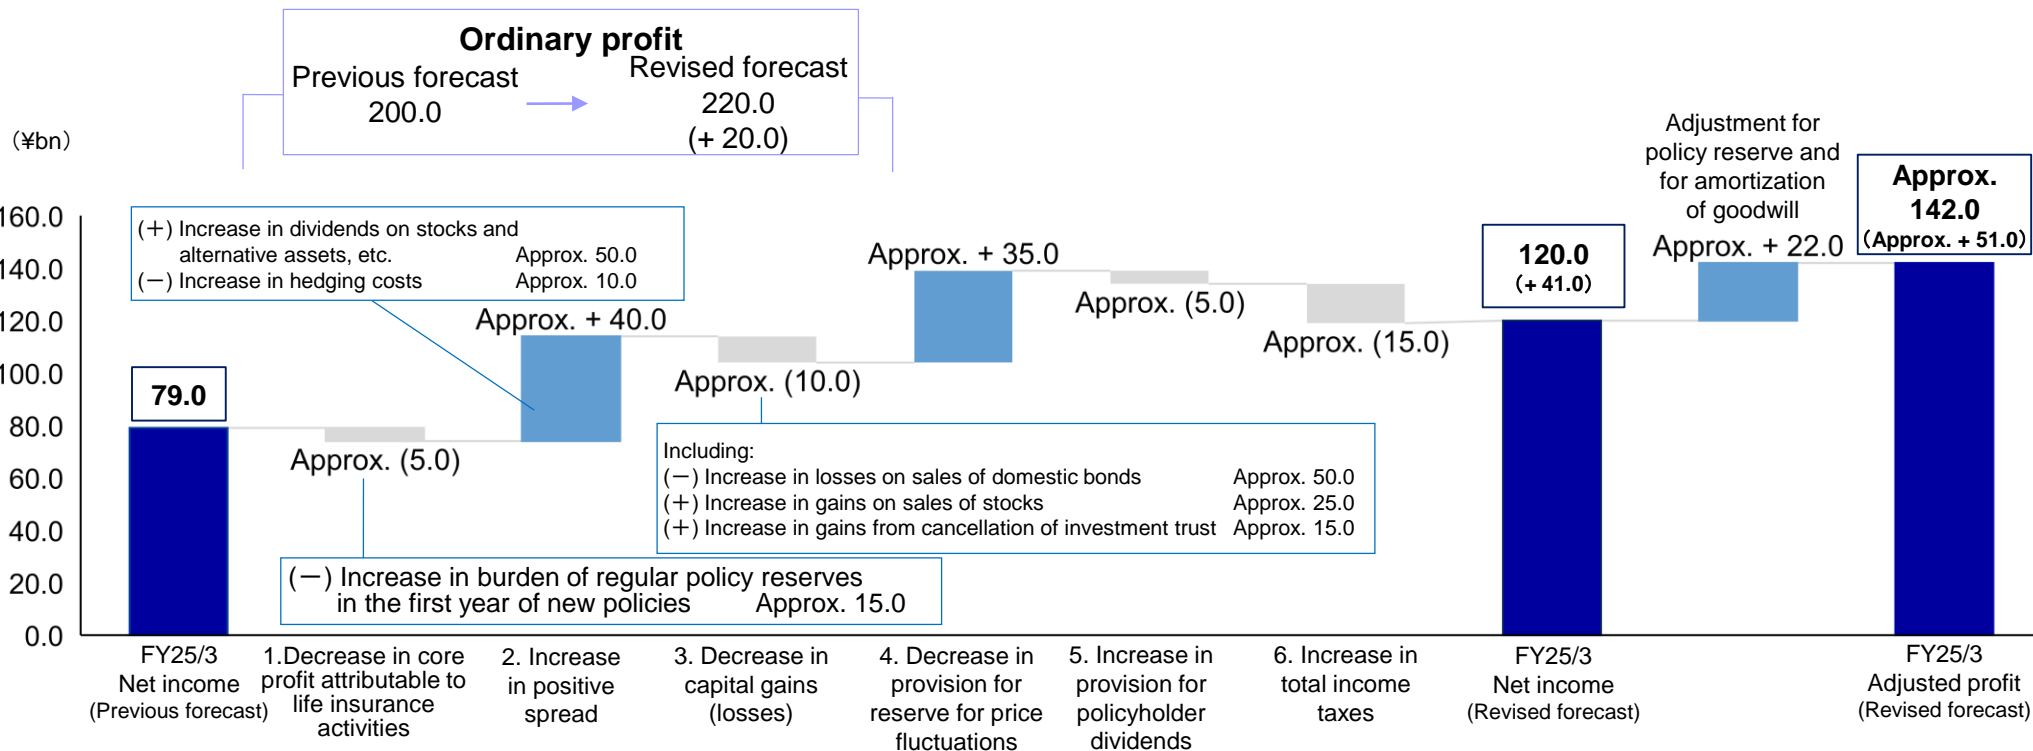 Ordinary profit
Previous forecast
200.0
Revised forecast
220.0
(+ 20.0)
（¥bn）
160.0
140.0
120.0
100.0
80.0
60.0
40.0
20.0
0.0
(＋) Increase in dividends on stocks and
alternative assets, etc. Approx. 50.0
(－) Increase in hedging costs Approx. 10.0
79.0
Approx. (5.0)
(－) Increase in burden of regular policy reserves
in the first year of new policies Approx. 15.0
Approx. + 40.0
Approx. (10.0)
Including:
(－) Increase in losses on sales of domestic bonds Approx. 50.0
(＋) Increase in gains on sales of stocks Approx. 25.0
(＋) Increase in gains from cancellation of investment trust Approx. 15.0
Approx. + 35.0
Approx. (5.0)
Approx. (15.0)
120.0
（+ 41.0）
Adjustment for
policy reserve and
for amortization
of goodwill
Approx. + 22.0
Approx.
142.0
（Approx. + 51.0）
FY25/3
Net income
(Previous forecast)
1.Decrease in core
profit attributable to
life insurance
activities
2. Increase
in positive
spread
3. Decrease in
capital gains
(losses)
4. Decrease in
provision for
reserve for price
fluctuations
5. Increase in
provision for
policyholder
dividends
6. Increase in
total income
taxes
FY25/3
Net income
(Revised forecast)
FY25/3
Adjusted profit
(Revised forecast)